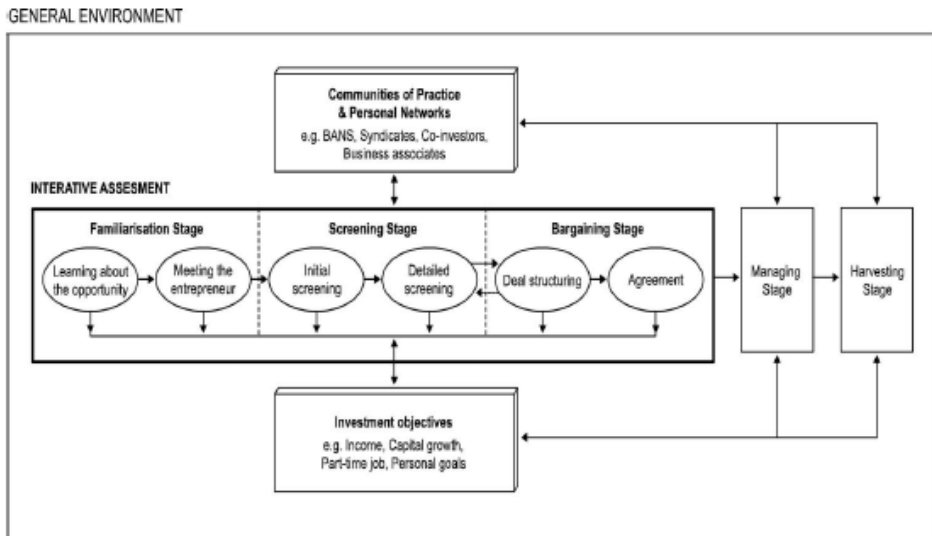 GENERAL ENVIRONMENT
Communities of Practice
& Personal Networks
e.g. BANS, Syndicates, Co-investors,
Business associates
INTERATIVE ASSESMENT
Familiarisation Stage
Screening Stage
Bargaining Stage
Learning about
the opportunity
Meeting the
entrepreneur
Initial
screening
Detailed
screening
Deal structuring
Agreement
Managing
Stage
Harvesting
Stage
Investment objectives
e.g. Income, Capital growth,
Part-time job, Personal goals